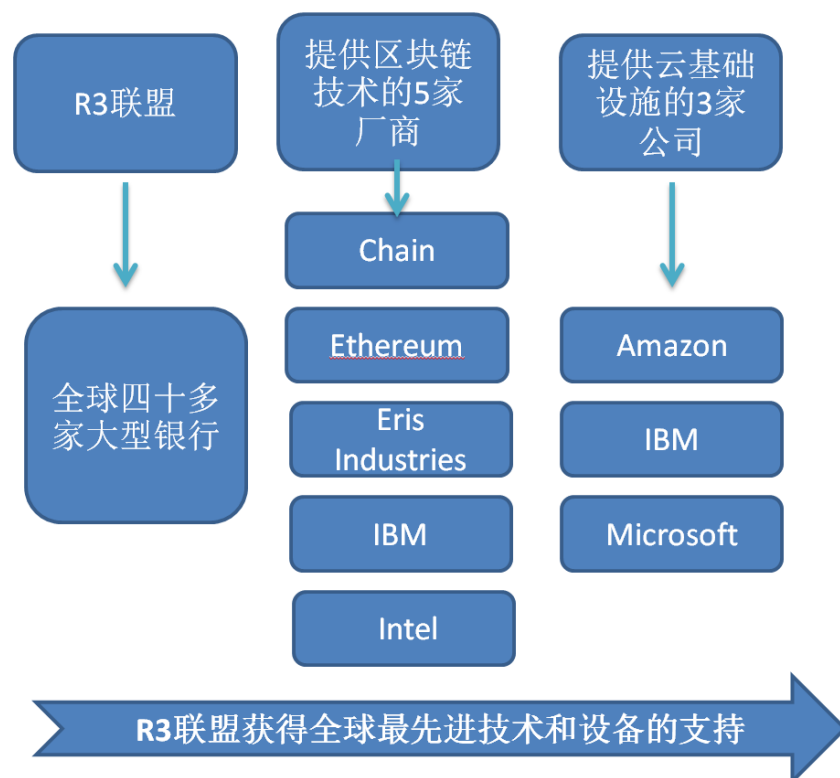 R3联盟
全球四十多
家大型银行
提供区块链
技术的5家
厂商
Chain
Ethereum
Eris
Industries
IBM
Intel
提供云基础
设施的3家
公司
Amazon
IBM
Microsoft
R3联盟获得全球最先进技术和设备的支持